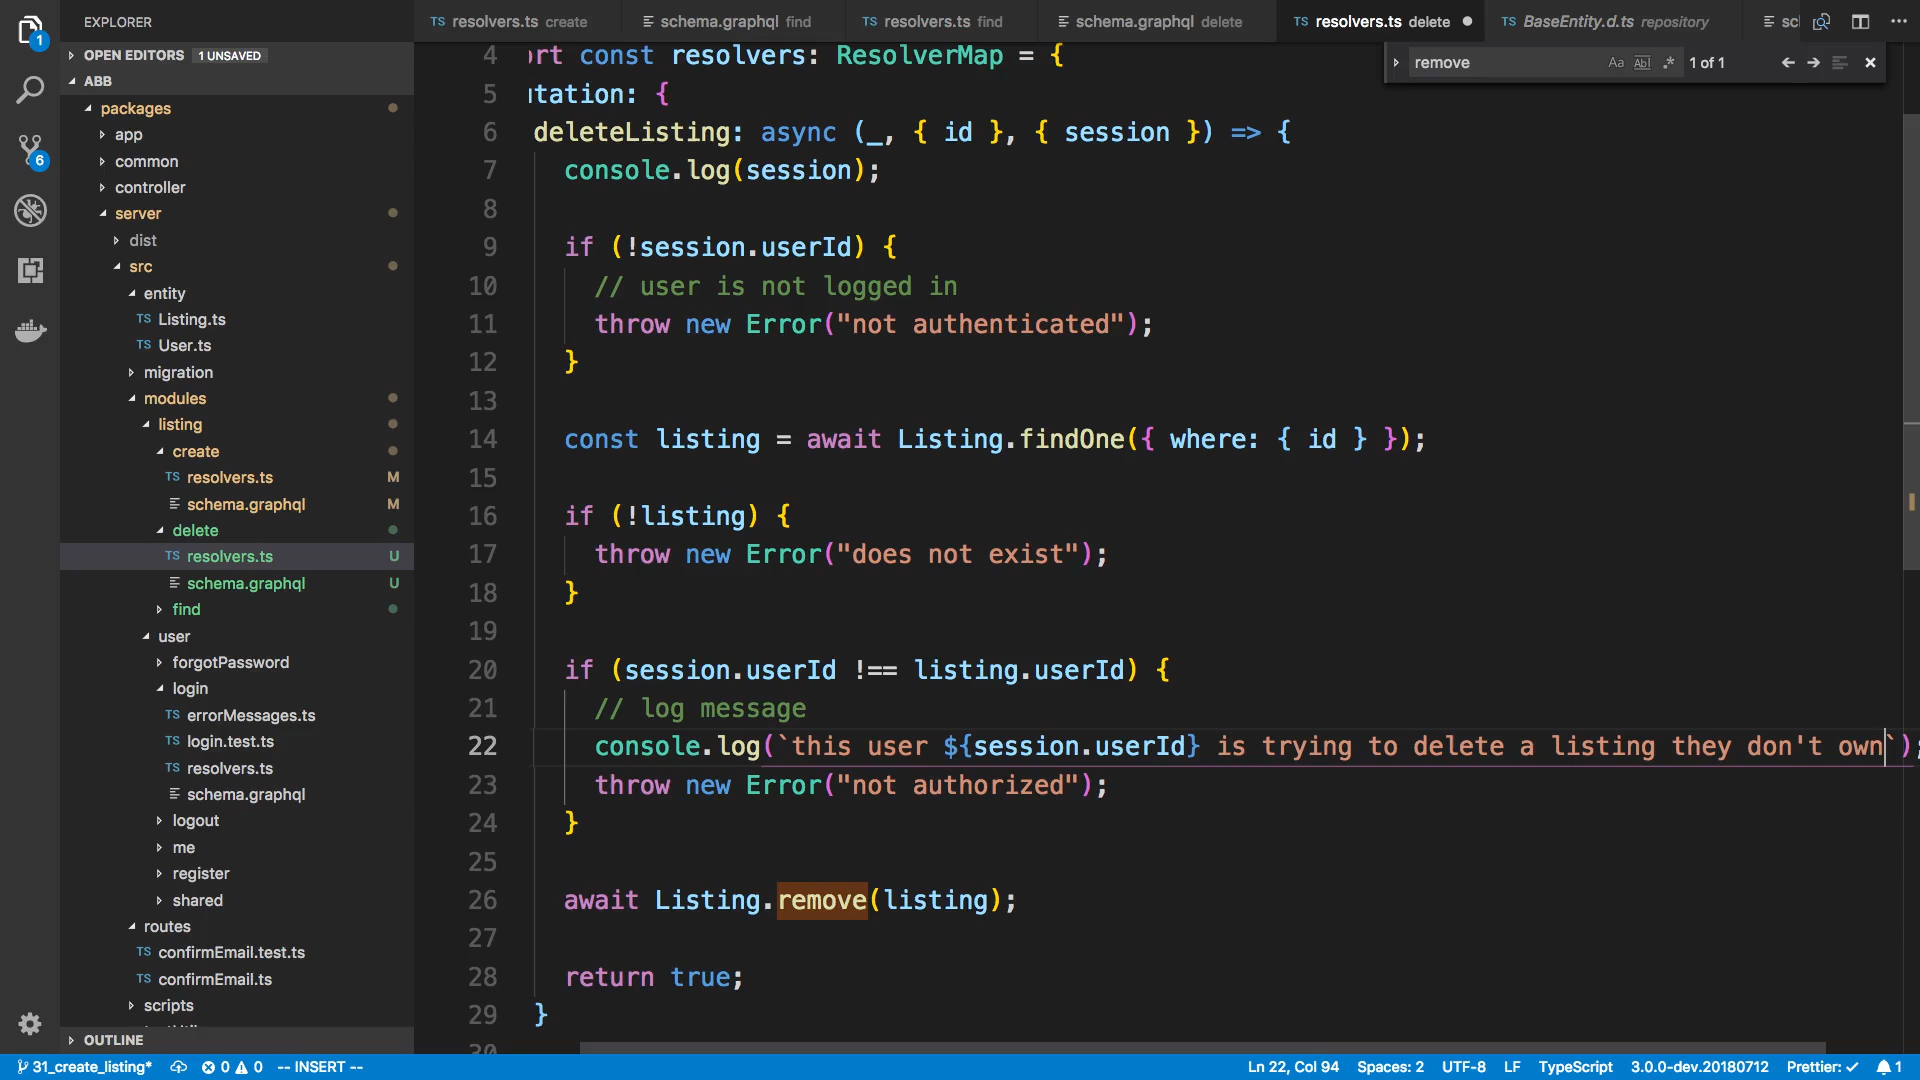 EXPLORER
OPEN EDITORS 1 UNSAVED
ABB
packages
app
common
controller
server
dist
src
entity
TS Listing.ts
TS User.ts
migration
modules
listing
create
TS resolvers.ts M
schema.graphql M
delete
TS resolvers.ts U
schema.graphql U
find
user
forgotPassword
login
TS errorMessages.ts
TS login.test.ts
TS resolvers.ts
schema.graphql
logout
me
register
shared
routes
TS confirmEmail.test.ts
TS confirmEmail.ts
scripts
OUTLINE
1
6
TS resolvers.ts create
schema.graphql find
TS resolvers.ts find
schema.graphql delete
TS resolvers.ts delete
TS BaseEntity.d.ts repository
sc
remove Aa Abl .* 1 of 1
4 rt const resolvers: ResolverMap = {
5 tation: {
6 deleteListing: async (_, { id }, { session }) => {
7 console.log(session);
8
9 if (!session.userId) {
10 // user is not logged in
11 throw new Error("not authenticated");
12 }
13
14 const listing = await Listing.findOne({ where: { id } });
15
16 if (!listing) {
17 throw new Error("does not exist");
18 }
19
20 if (session.userId !== listing.userId) {
21 // log message
22 console.log(`this user ${session.userId} is trying to delete a listing they don't own`);
23 throw new Error("not authorized");
24 }
25
26 await Listing.remove(listing);
27
28 return true;
29 }
30
31_create_listing* 0 0 -- INSERT -- Ln 22, Col 94 Spaces: 2 UTF-8 LF TypeScript 3.0.0-dev.20180712 Prettier: ✓ 1